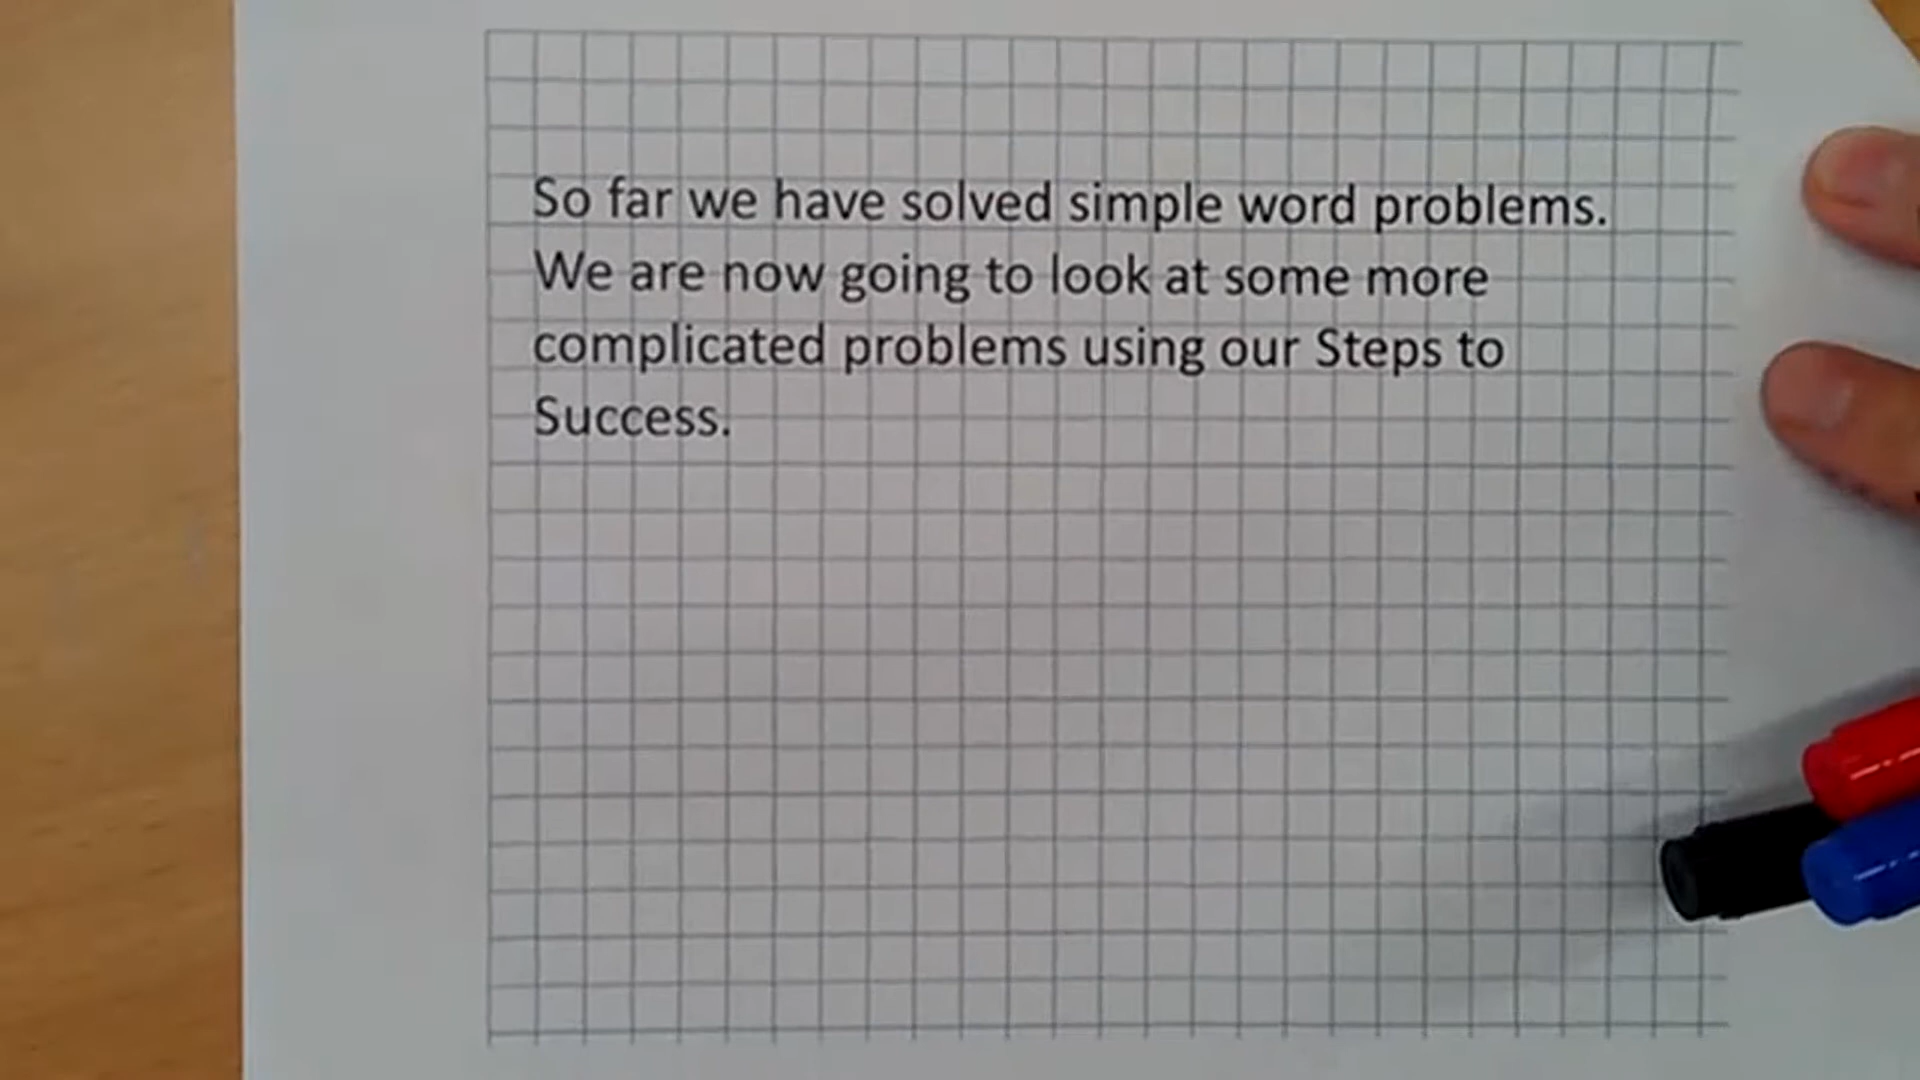 So far we have solved simple word problems.
We are now going to look at some more
complicated problems using our Steps to
Success.